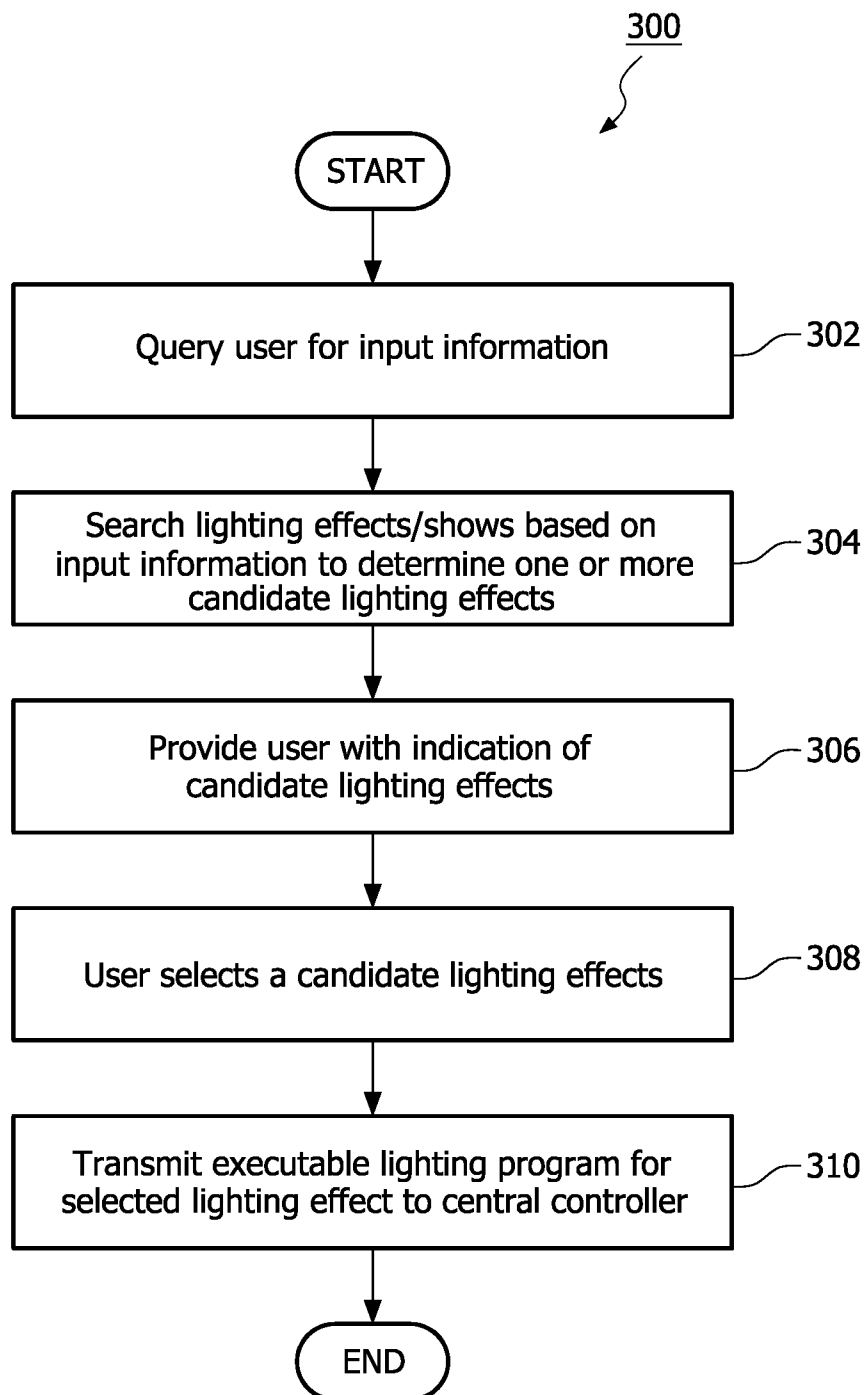 300
START
Query user for input information
302
Search lighting effects/shows based on
input information to determine one or more
candidate lighting effects
304
Provide user with indication of
candidate lighting effects
306
User selects a candidate lighting effects
308
Transmit executable lighting program for
selected lighting effect to central controller
310
END